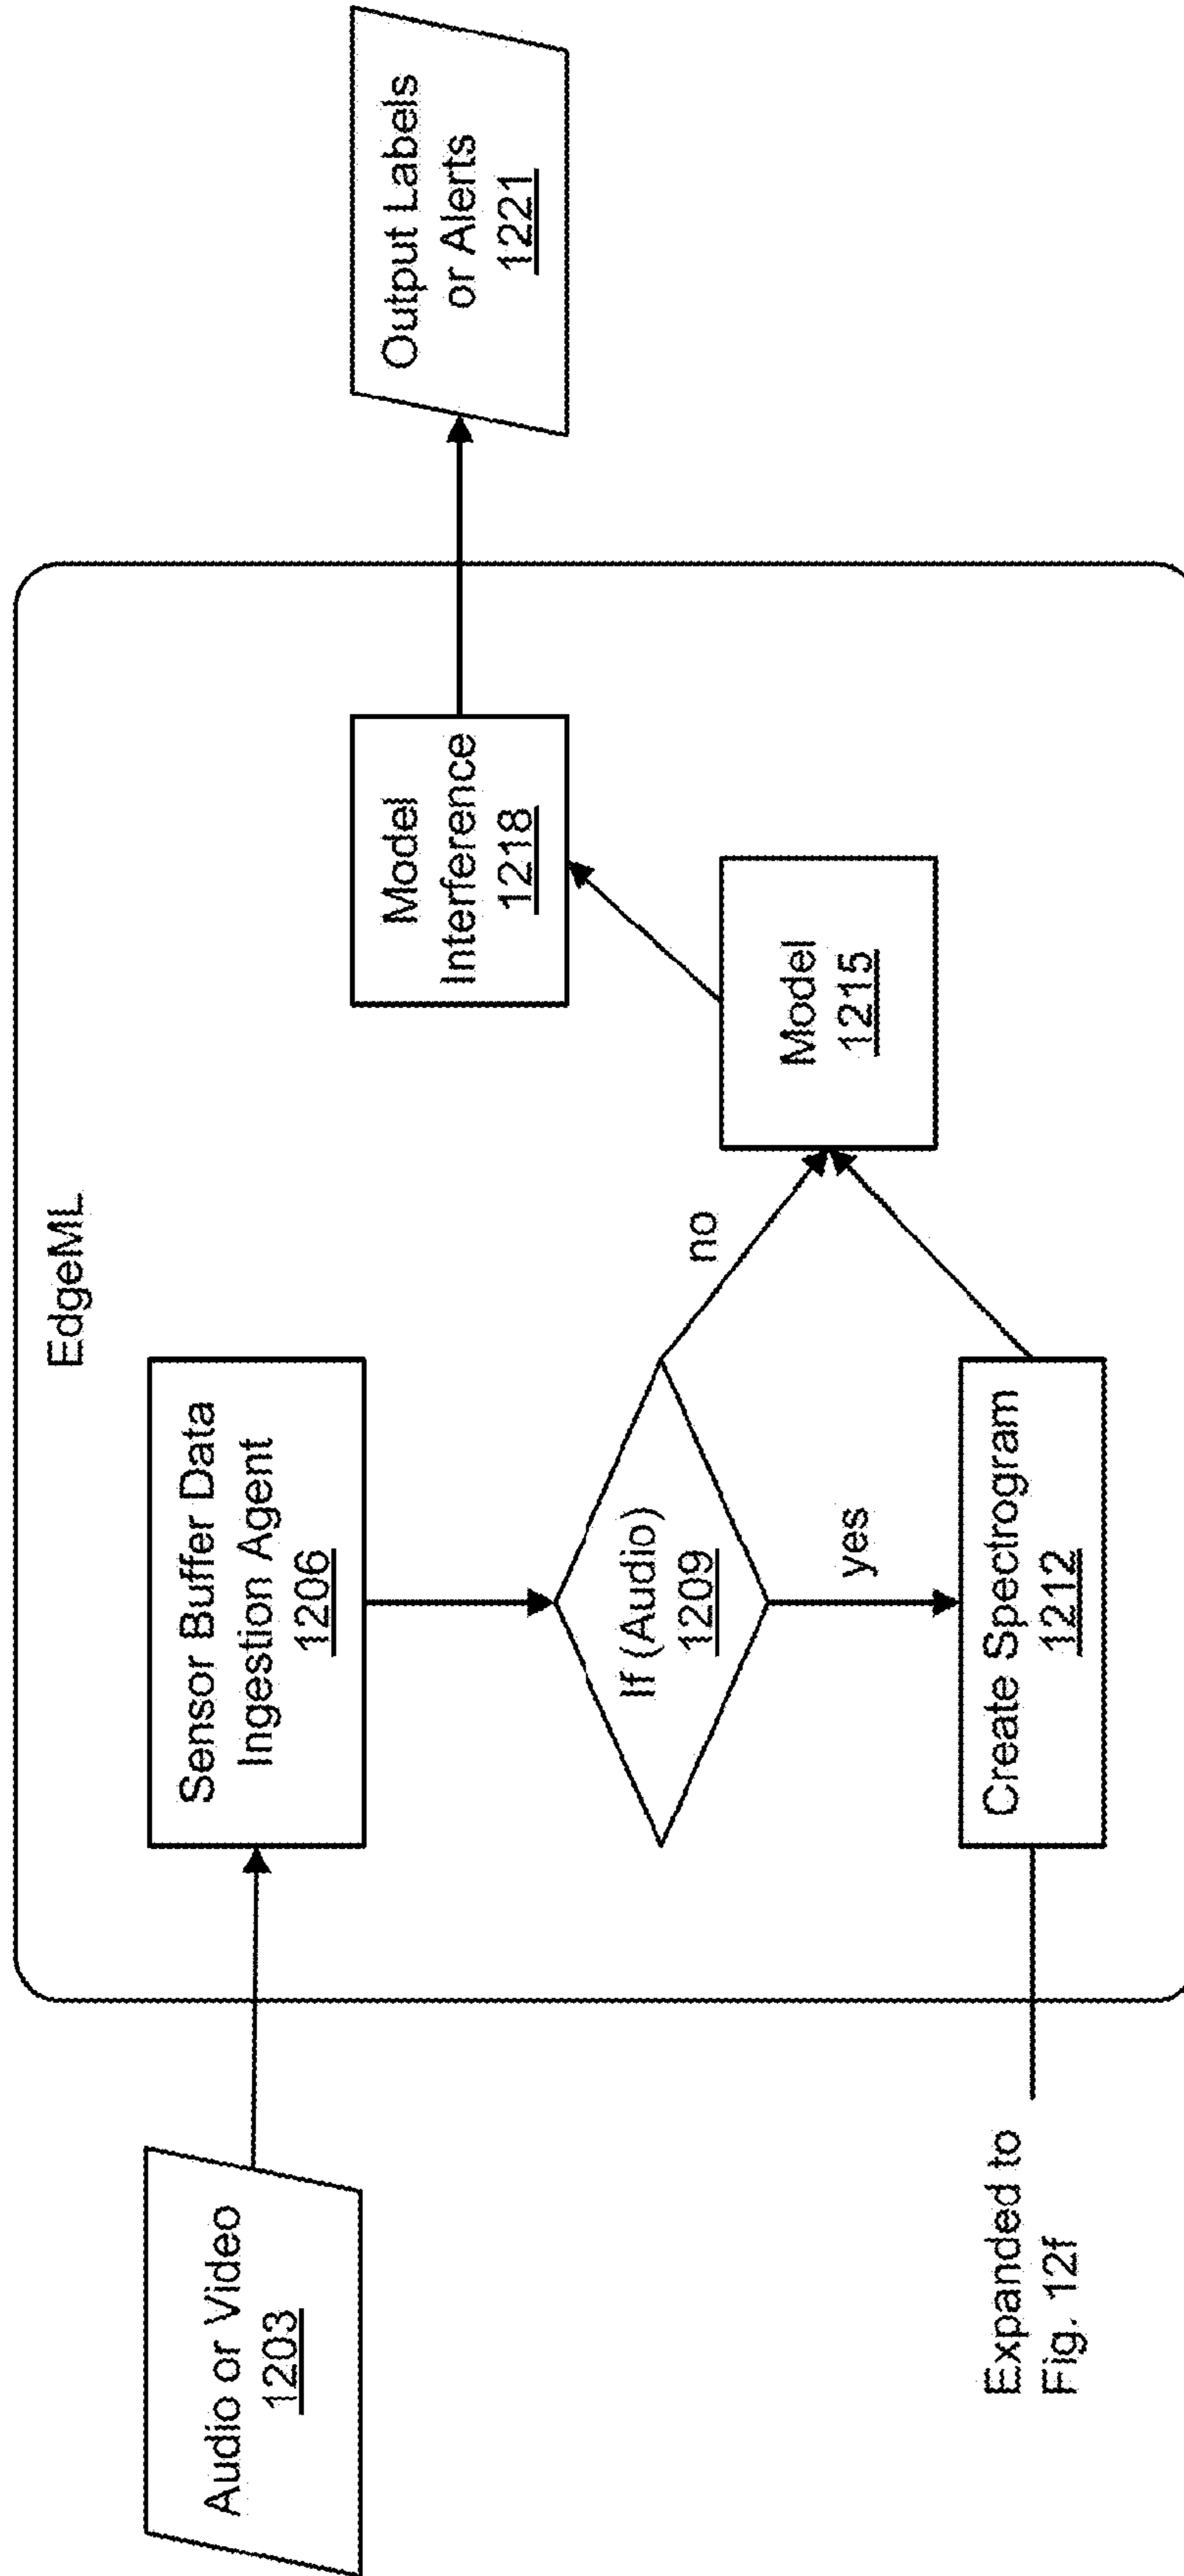 EdgeML
Audio or Video
1203
Sensor Buffer Data
Ingestion Agent
1206
If (Audio)
1209
no
yes
Create Spectrogram
1212
Expanded to
Fig. 12f
Model
1215
Model
Interference
1218
Output Labels
or Alerts
1221